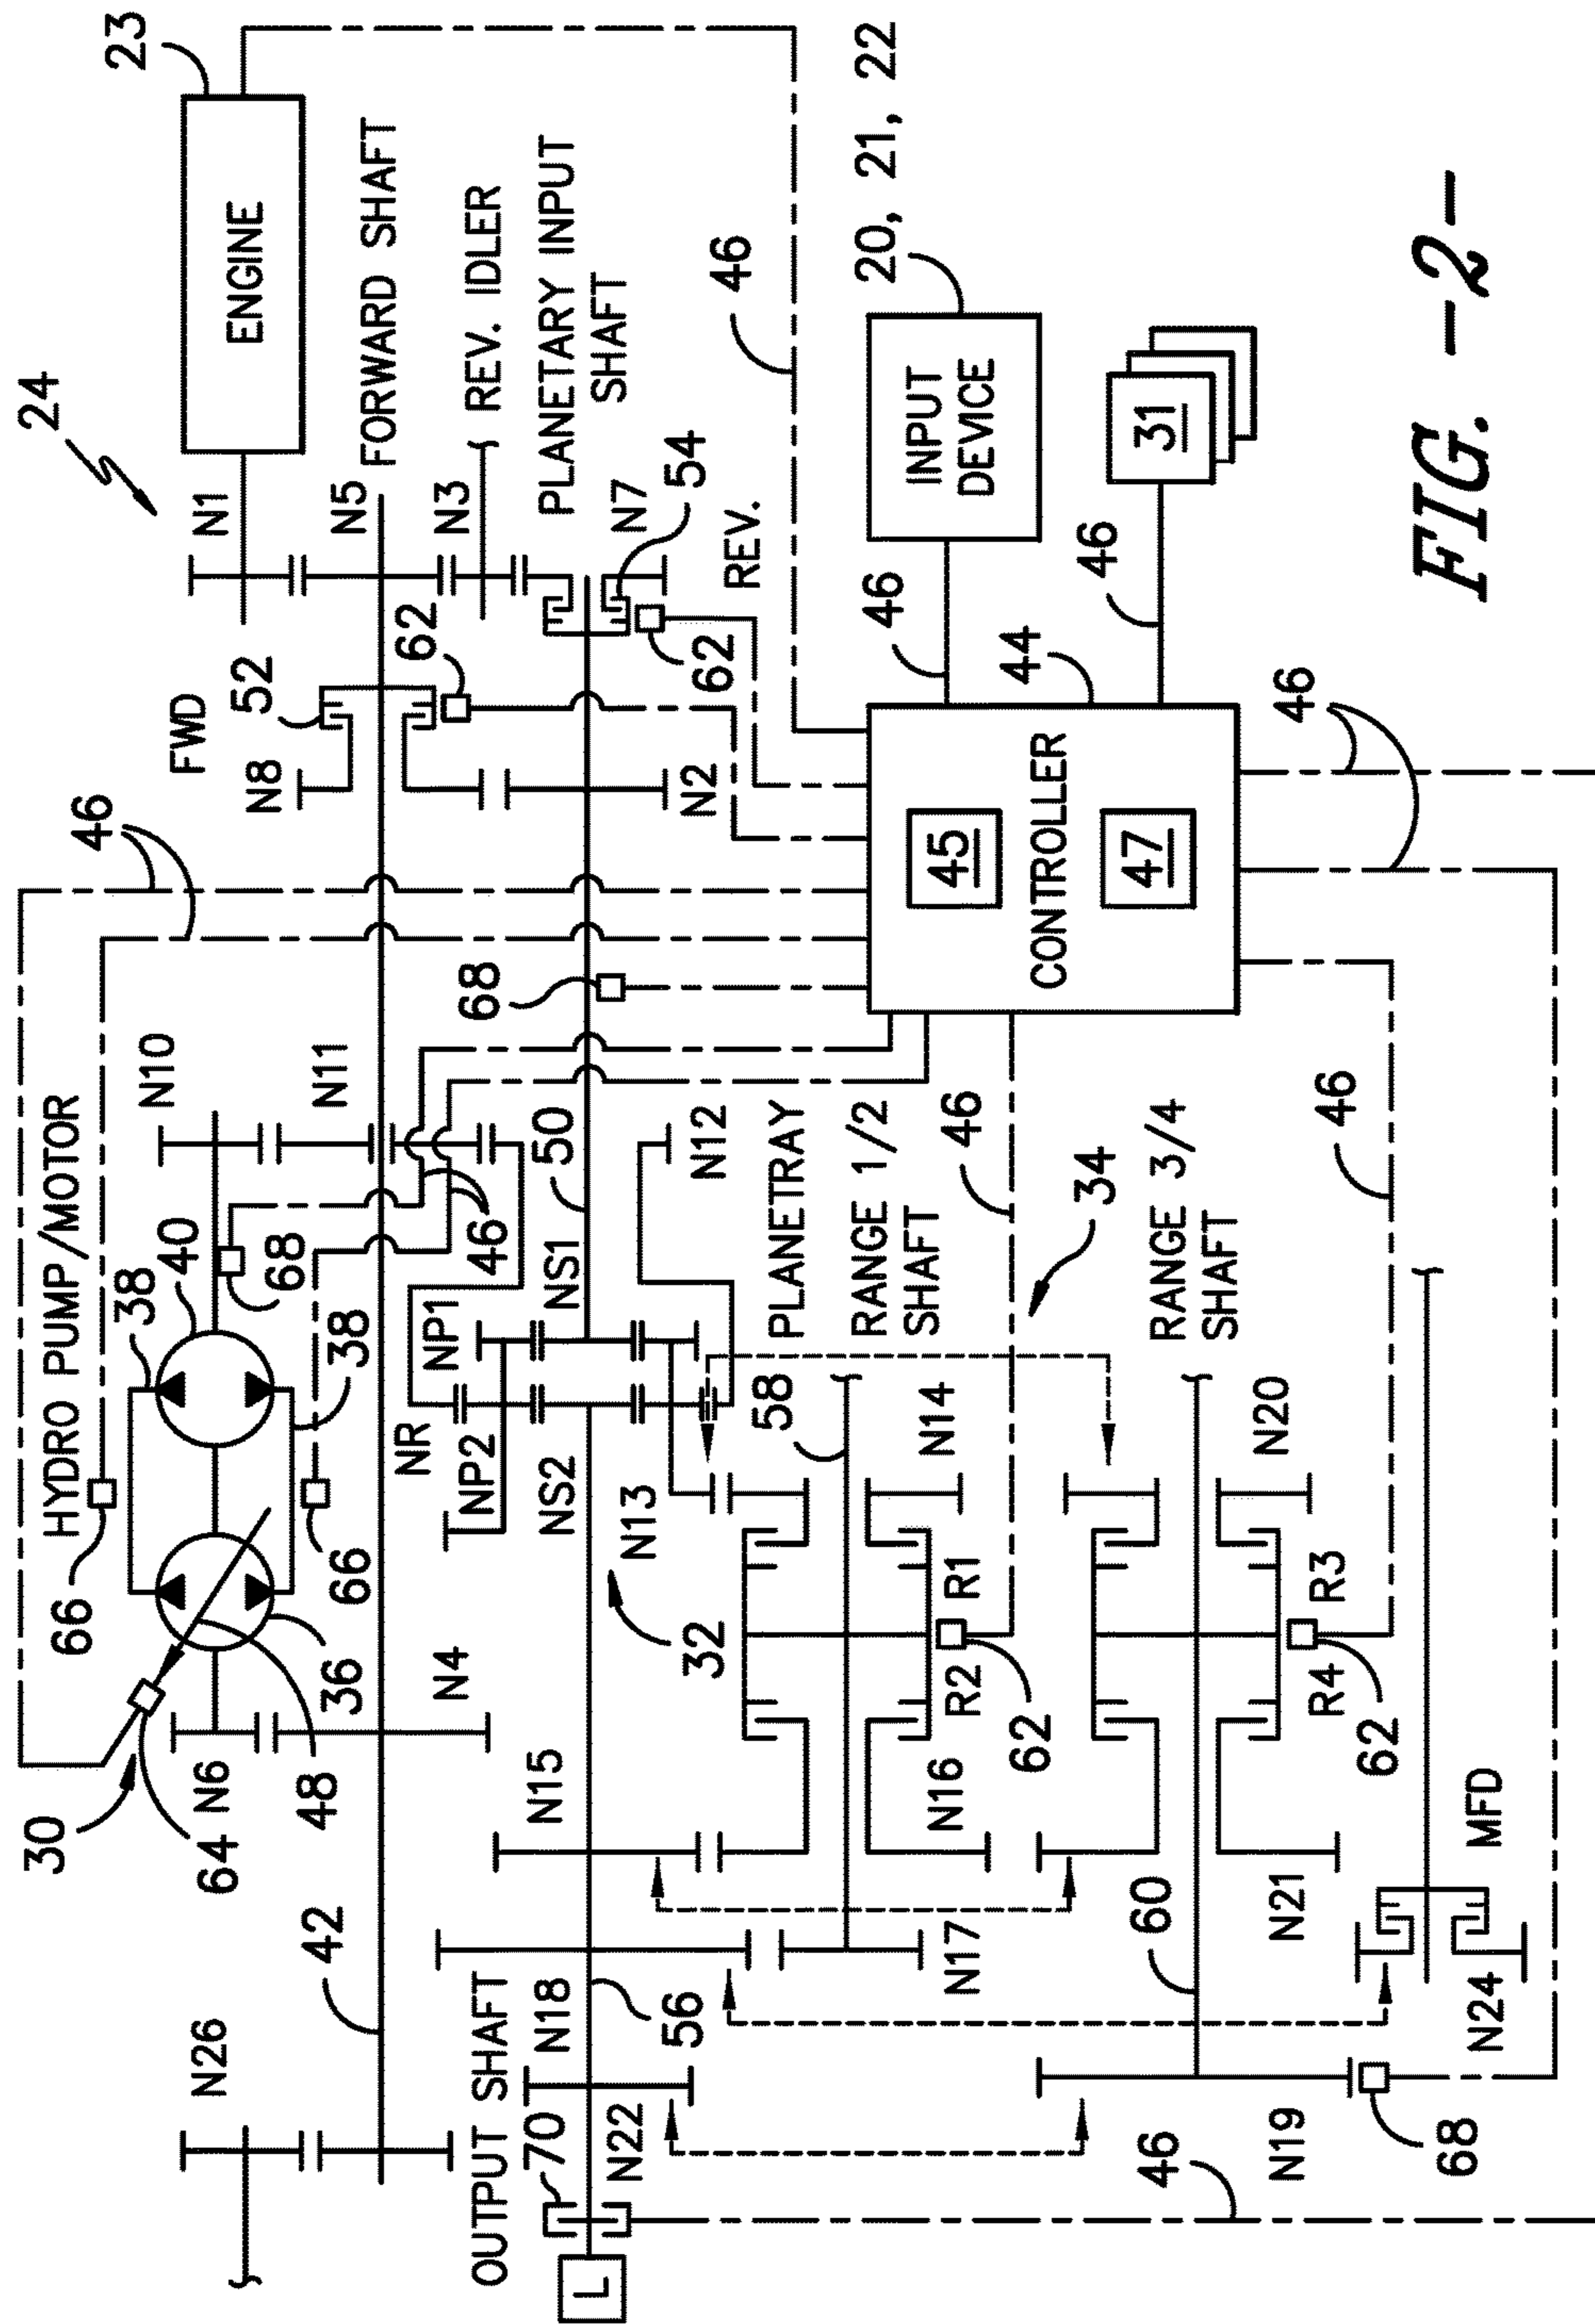 24
23
ENGINE
N1
FORWARD SHAFT
N5
REV. IDLER
N3
PLANETARY INPUT
SHAFT
N7
54
REV.
62
62
52
FWD
N8
N2
46
46
20, 21, 22
INPUT
DEVICE
46
31
46
44
CONTROLLER
45
47
46
HYDRO PUMP/MOTOR
N10
N11
40
38
38
68
68
66
66
36
48
64
30
N6
N4
42
N26
50
N12
46
NS1
NP1
NR
NP2
NS2
N13
32
PLANETRAY
RANGE 1/2
SHAFT
46
34
RANGE 3/4
SHAFT
46
58
N14
R1
R2
62
N16
N15
N17
N20
R3
R4
62
N21
60
MFD
N24
OUTPUT SHAFT
N18
56
70
N22
L
N19
68
46
FIG. -2-